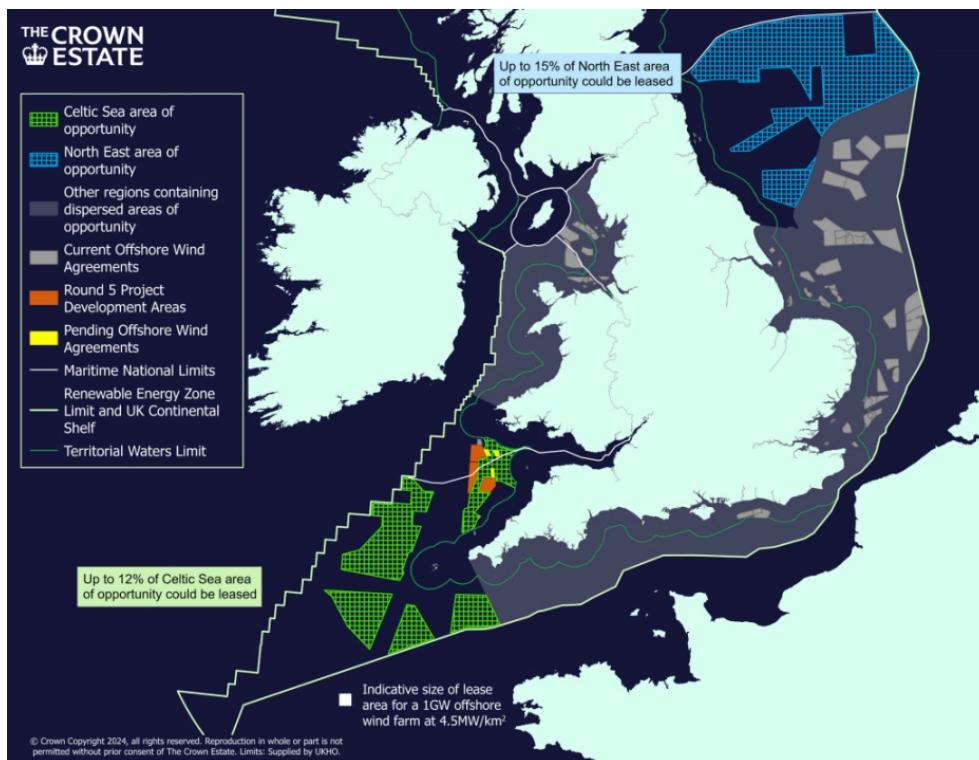 THE CROWN
ESTATE
Up to 15% of North East area
of opportunity could be leased
Celtic Sea area of
opportunity
North East area of
opportunity
Other regions containing
dispersed areas of
opportunity
Current Offshore Wind
Agreements
Round 5 Project
Development Areas
Pending Offshore Wind
Agreements
Maritime National Limits
Renewable Energy Zone
Limit and UK Continental
Shelf
Territorial Waters Limit
Up to 12% of Celtic Sea area
of opportunity could be leased
Indicative size of lease
area for a 1GW offshore
wind farm at 4.5MW/km²
© Crown Copyright 2024, all rights reserved. Reproduction in whole or part is not
permitted without prior consent of The Crown Estate. Limits: Supplied by UKHO.